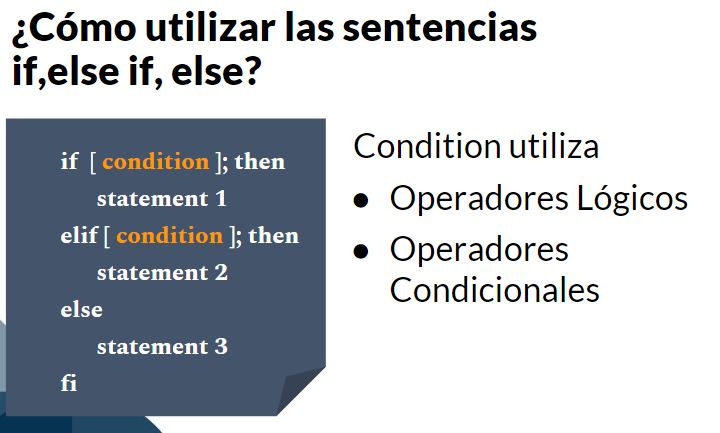 ¿Cómo utilizar las sentencias
if,else if, else?
if [ condition ]; then
statement 1
elif [ condition ]; then
statement 2
else
statement 3
fi
Condition utiliza
● Operadores Lógicos
● Operadores
Condicionales